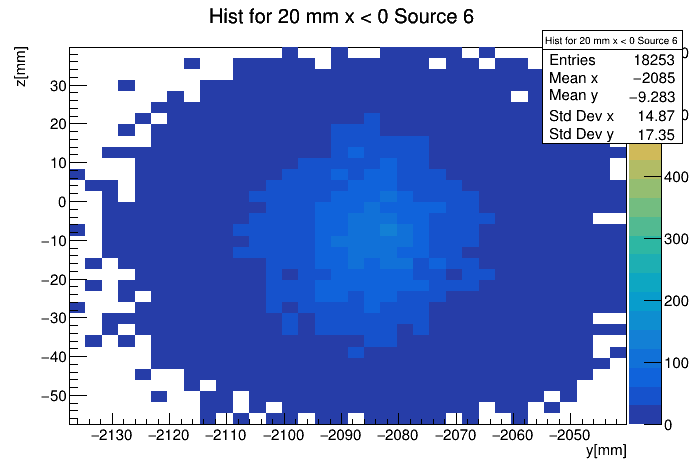 Hist for 20 mm x < 0 Source 6
z[mm]
Hist for 20 mm x < 0 Source 6
Entries 18253
Mean x −2085
Mean y −9.283
Std Dev x 14.87
Std Dev y 17.35
30
20
10
0
−10
−20
−30
−40
−50
400
300
200
100
0
−2130 −2120 −2110 −2100 −2090 −2080 −2070 −2060 −2050
y[mm]